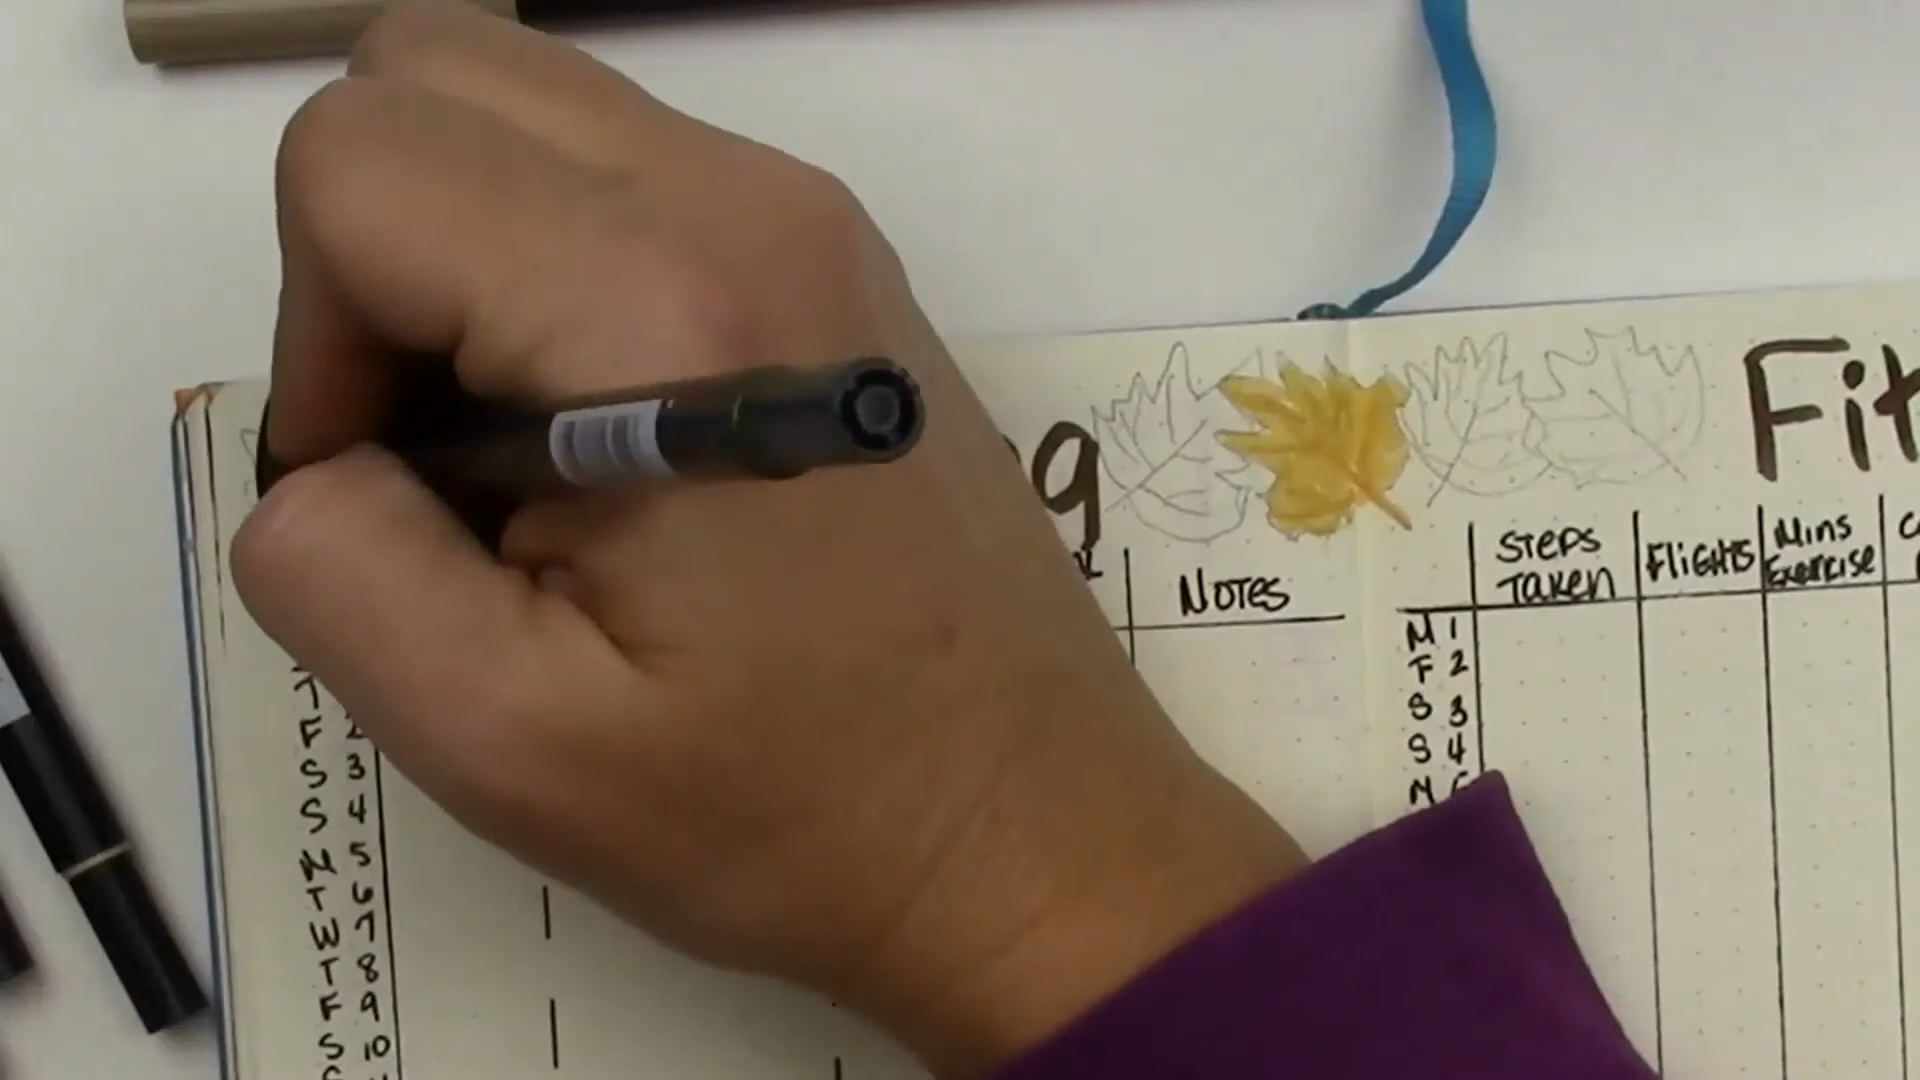 g Fit
NOTES
T
F
S 3
S 4
M 5
T 6
W 7
T 8
F 9
S 10
STEPS TAKEN FLIGHTS MINS EXERCISE
M 1
F 2
S 3
S 4